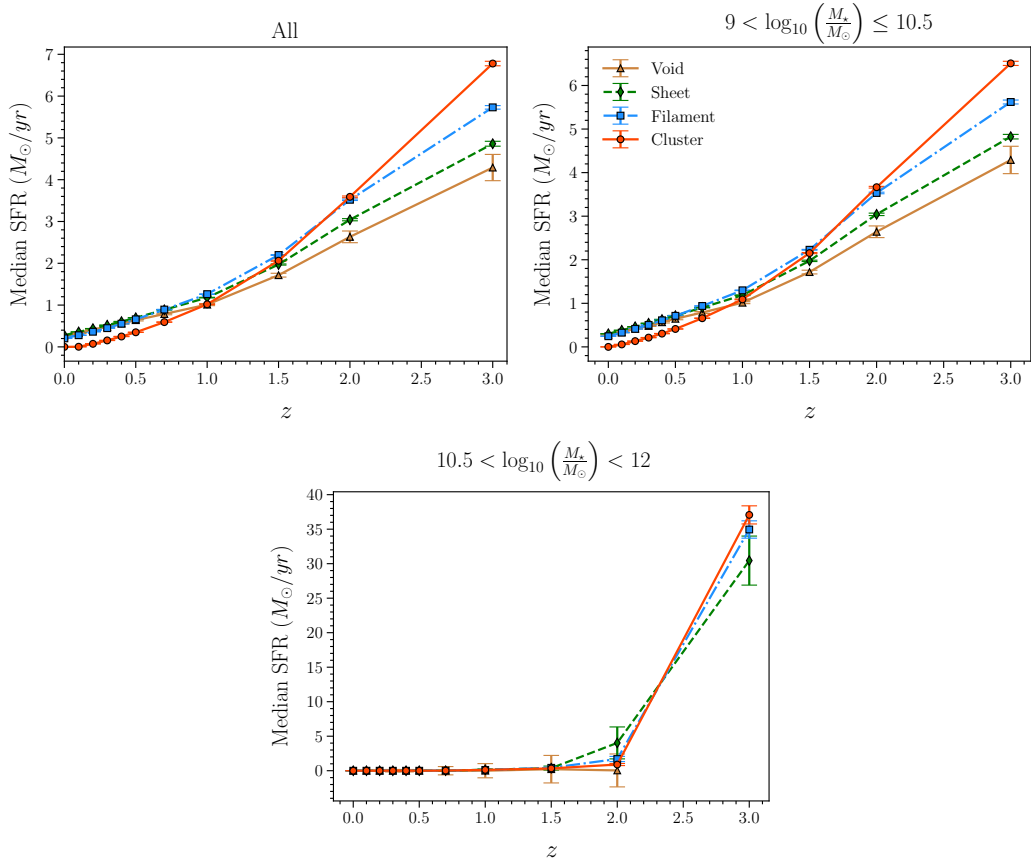 All
7
6
5
4
3
2
1
0
Median SFR (M⊙/yr)
0.0 0.5 1.0 1.5 2.0 2.5 3.0
z
9 < log₁₀ (M⋆/M⊙) ≤ 10.5
Void
Sheet
Filament
Cluster
6
5
4
3
2
1
0
Median SFR (M⊙/yr)
0.0 0.5 1.0 1.5 2.0 2.5 3.0
z
10.5 < log₁₀ (M⋆/M⊙) < 12
40
35
30
25
20
15
10
5
0
Median SFR (M⊙/yr)
0.0 0.5 1.0 1.5 2.0 2.5 3.0
z